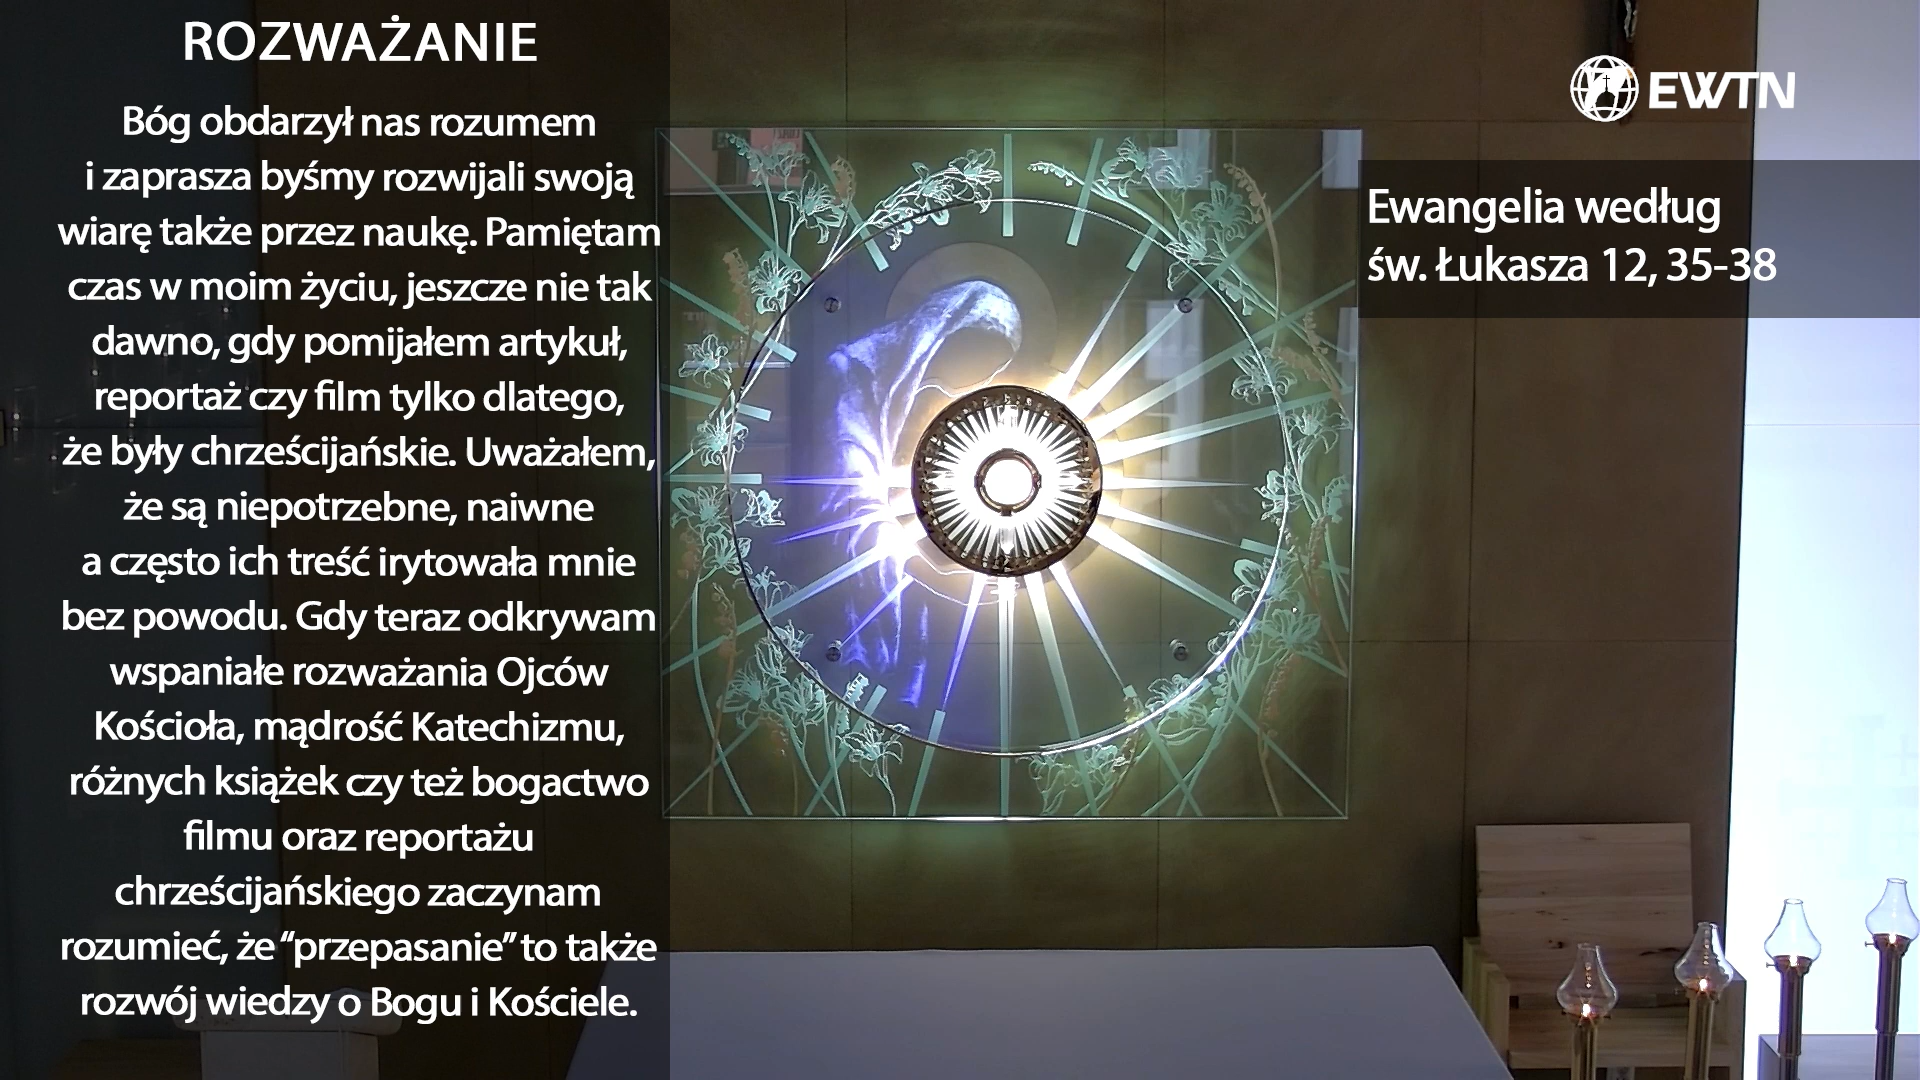 ROZWAŻANIE
Bóg obdarzył nas rozumem
i zaprasza byśmy rozwijali swoją
wiarę także przez naukę. Pamiętam
czas w moim życiu, jeszcze nie tak
dawno, gdy pomijałem artykuł,
reportaż czy film tylko dlatego,
że były chrześcijańskie. Uważałem,
że są niepotrzebne, naiwne
a często ich treść irytowała mnie
bez powodu. Gdy teraz odkrywam
wspaniałe rozważania Ojców
Kościoła, mądrość Katechizmu,
różnych książek czy też bogactwo
filmu oraz reportażu
chrześcijańskiego zaczynam
rozumieć, że “przepasanie” to także
rozwój wiedzy o Bogu i Kościele.
EWTN
Ewangelia według
św. Łukasza 12, 35-38